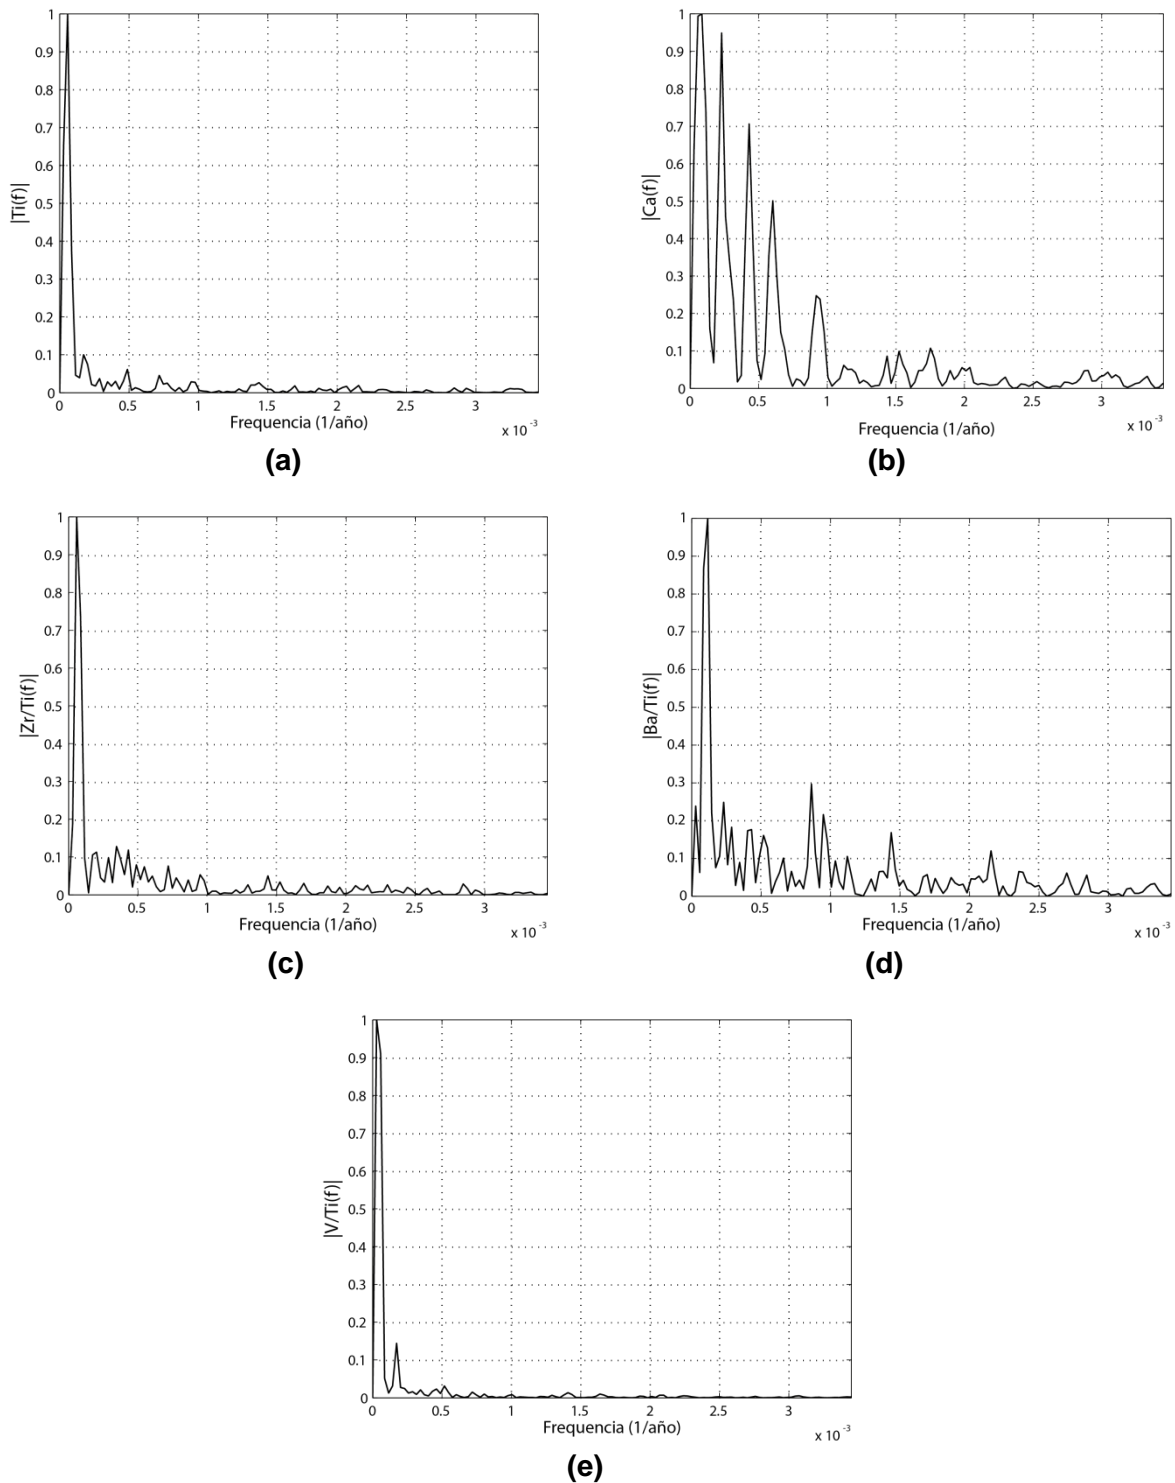 1
0.9
0.8
0.7
0.6
0.5
0.4
0.3
0.2
0.1
0
|Ti(f)|
0 0.5 1 1.5 2 2.5 3
Frequencia (1/año)
x 10 -3
(a)
1
0.9
0.8
0.7
0.6
0.5
0.4
0.3
0.2
0.1
0
|Ca(f)|
0 0.5 1 1.5 2 2.5 3
Frequencia (1/año)
x 10 -3
(b)
1
0.9
0.8
0.7
0.6
0.5
0.4
0.3
0.2
0.1
0
|Zr/Ti(f)|
0 0.5 1 1.5 2 2.5 3
Frequencia (1/año)
x 10 -3
(c)
1
0.9
0.8
0.7
0.6
0.5
0.4
0.3
0.2
0.1
0
|Ba/Ti(f)|
0 0.5 1 1.5 2 2.5 3
Frequencia (1/año)
x 10 -3
(d)
1
0.9
0.8
0.7
0.6
0.5
0.4
0.3
0.2
0.1
0
|V/Ti(f)|
0 0.5 1 1.5 2 2.5 3
Frequencia (1/año)
x 10 -3
(e)